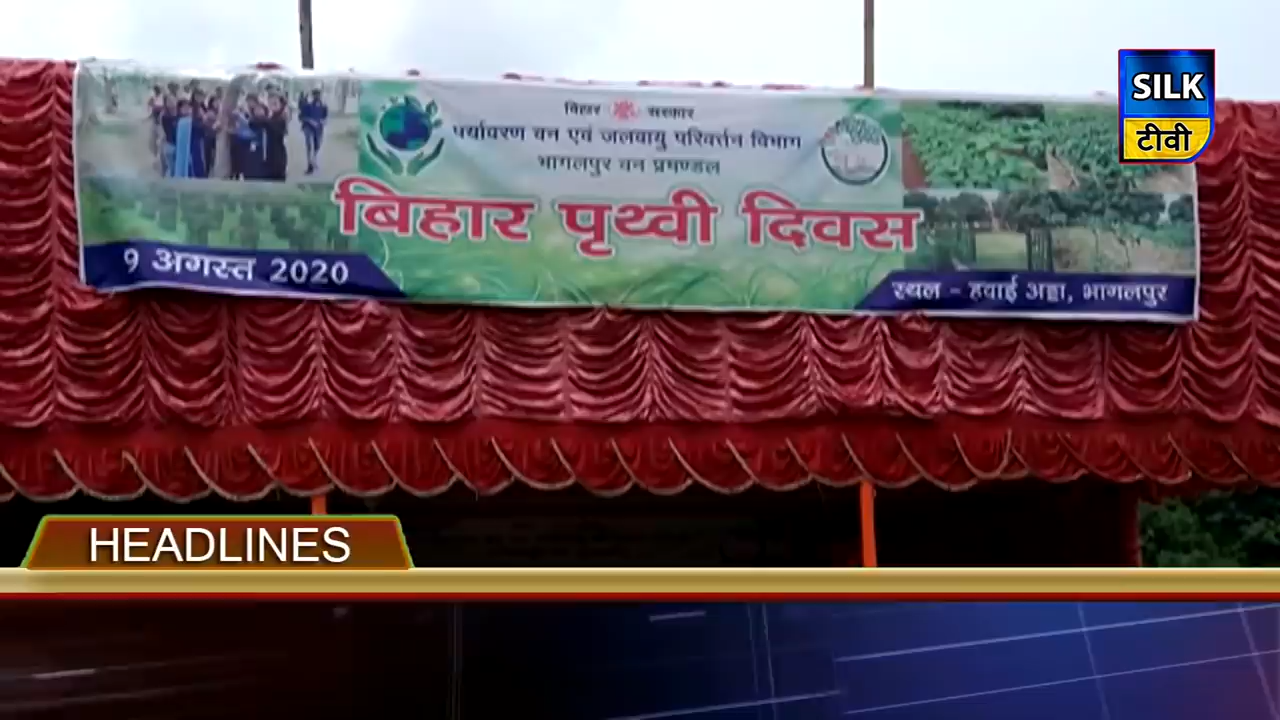 बिहार सरकार
पर्यावरण वन एवं जलवायु परिवर्त्तन विभाग
भागलपुर वन प्रमण्डल
बिहार पृथ्वी दिवस
9 अगस्त 2020
स्थल - हवाई अड्डा, भागलपुर
SILK
टीवी
HEADLINES